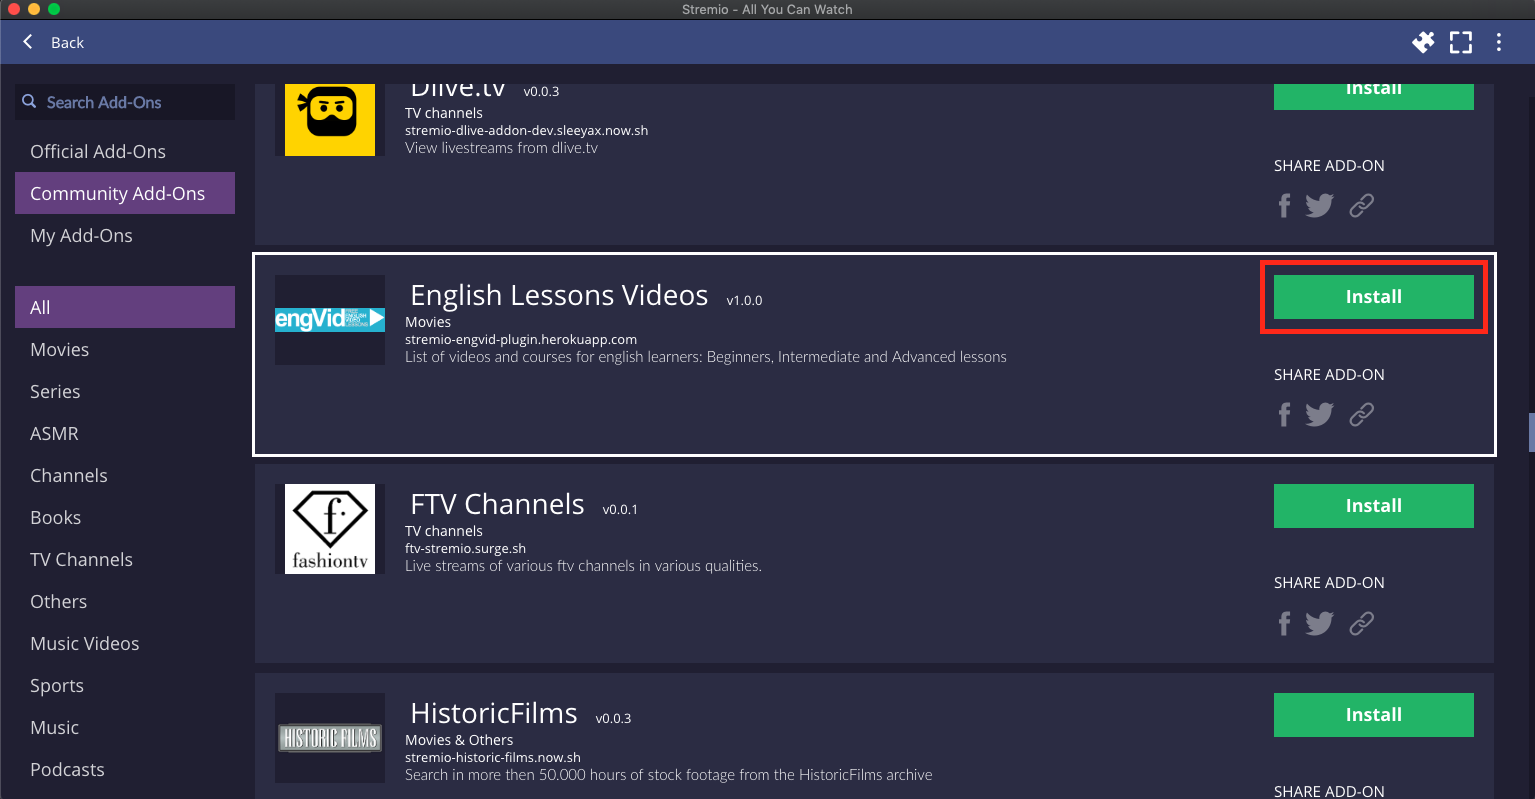 Stremio - All You Can Watch
Back
Search Add-Ons
Official Add-Ons
Community Add-Ons
My Add-Ons
All
Movies
Series
ASMR
Channels
Books
TV Channels
Others
Music Videos
Sports
Music
Podcasts
Dlive.tv v0.0.3
TV channels
stremio-dlive-addon-dev.sleeyax.now.sh
View livestreams from dlive.tv
Install
SHARE ADD-ON
engVid
FREE ENGLISH VIDEO LESSONS
English Lessons Videos v1.0.0
Movies
stremio-engvid-plugin.herokuapp.com
List of videos and courses for english learners: Beginners, Intermediate and Advanced lessons
Install
SHARE ADD-ON
f.
fashiontv
FTV Channels v0.0.1
TV channels
ftv-stremio.surge.sh
Live streams of various ftv channels in various qualities.
Install
SHARE ADD-ON
HISTORIC FILMS
HistoricFilms v0.0.3
Movies & Others
stremio-historic-films.now.sh
Search in more then 50.000 hours of stock footage from the HistoricFilms archive
Install
SHARE ADD-ON